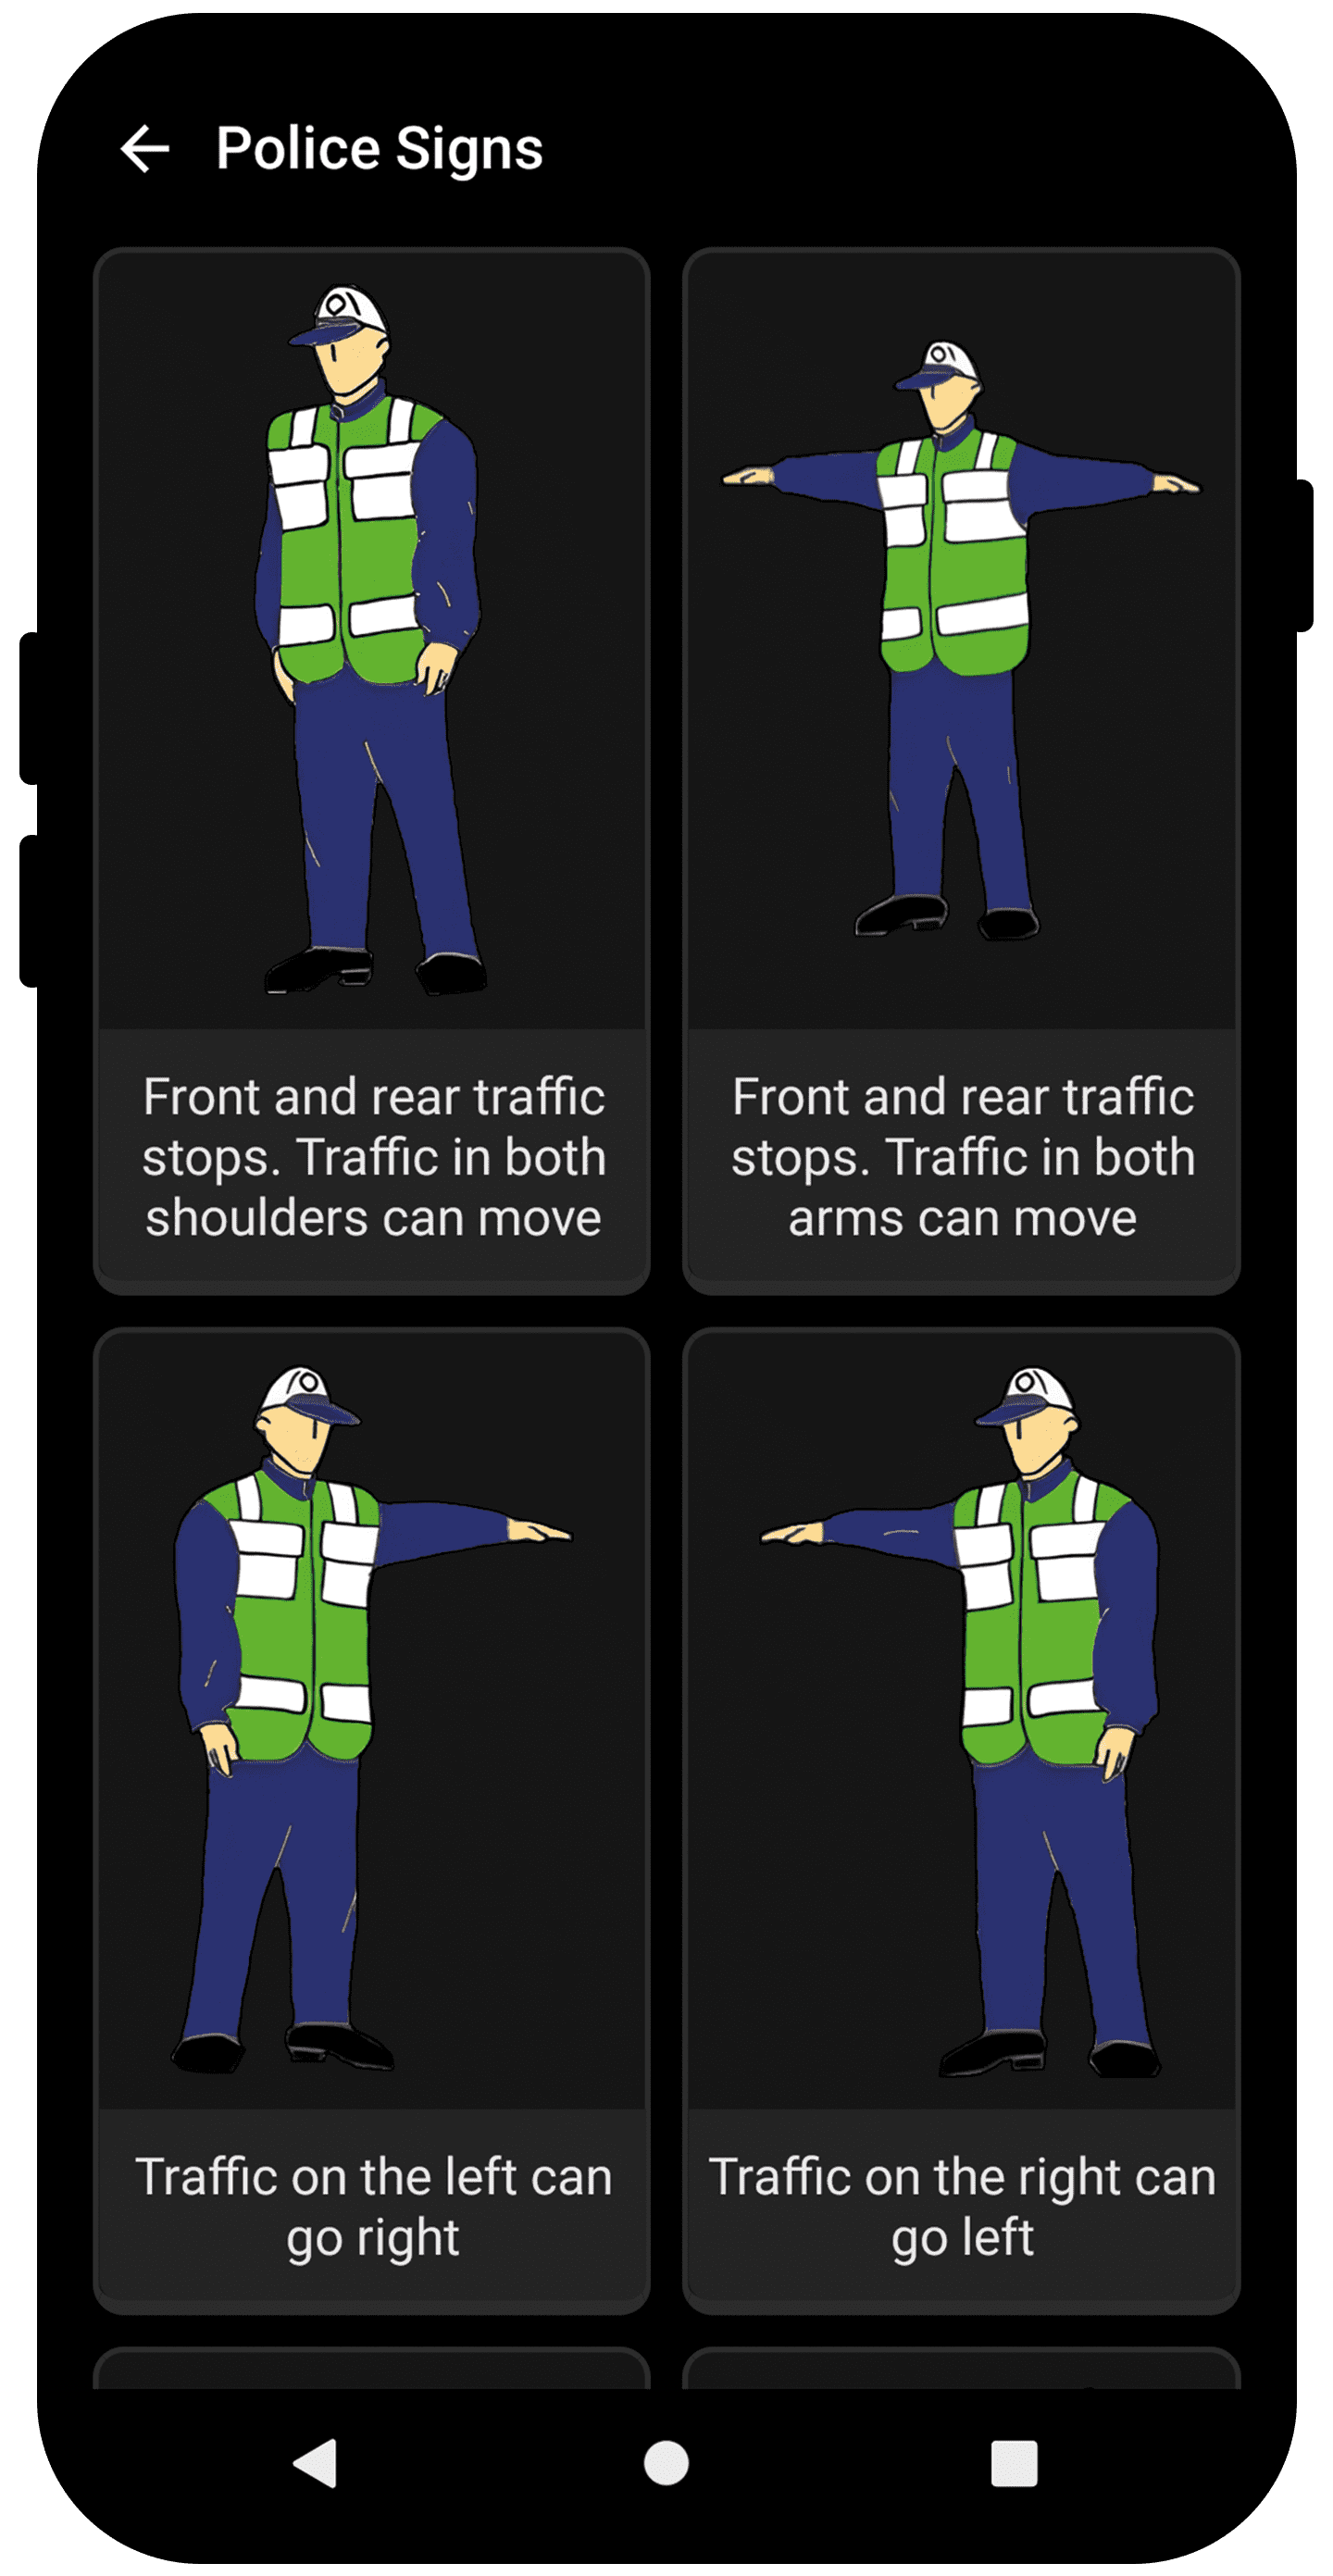 Police Signs
Front and rear traffic
stops. Traffic in both
shoulders can move
Front and rear traffic
stops. Traffic in both
arms can move
Traffic on the left can
go right
Traffic on the right can
go left